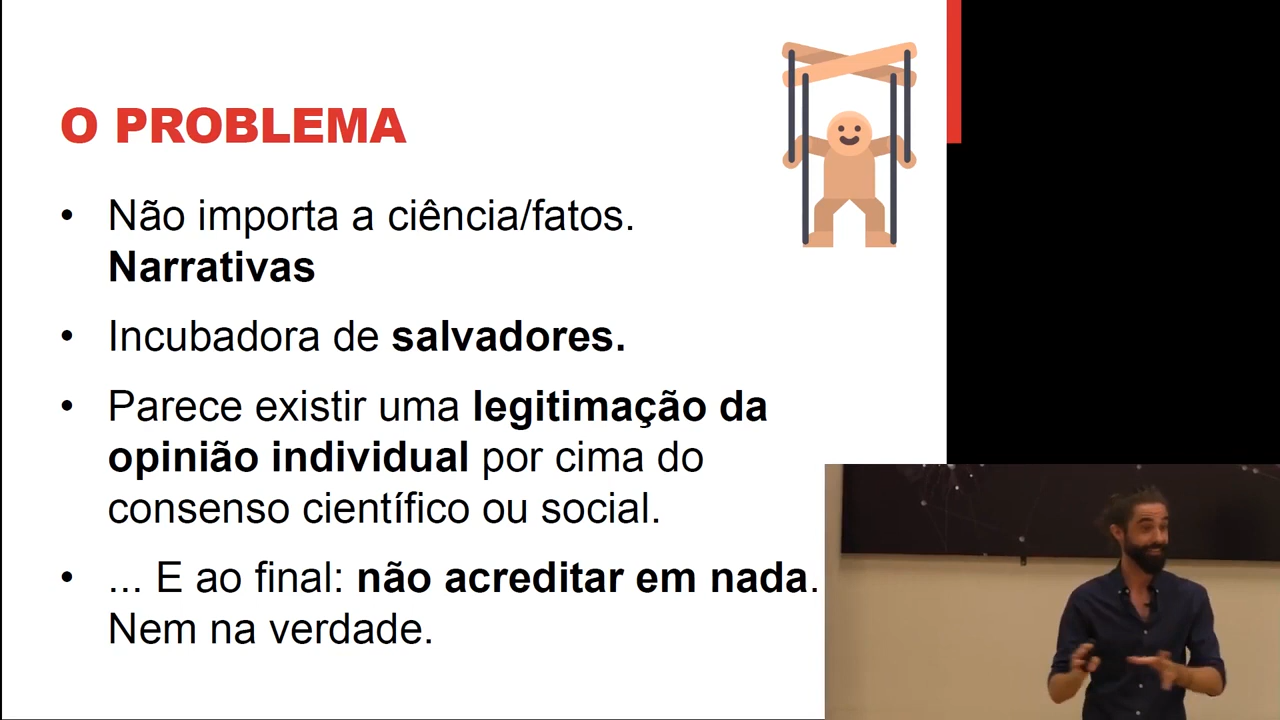 O PROBLEMA
• Não importa a ciência/fatos.
Narrativas
• Incubadora de salvadores.
• Parece existir uma legitimação da
opinião individual por cima do
consenso científico ou social.
• ... E ao final: não acreditar em nada.
Nem na verdade.